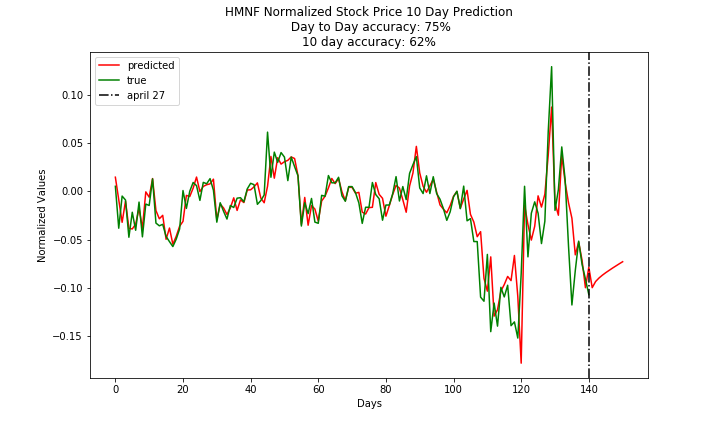 HMNF Normalized Stock Price 10 Day Prediction
Day to Day accuracy: 75%
10 day accuracy: 62%
predicted
true
april 27
Normalized Values
0.10
0.05
0.00
−0.05
−0.10
−0.15
0 20 40 60 80 100 120 140
Days